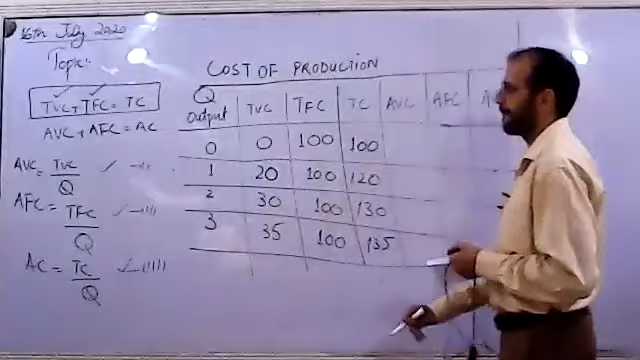 16th July 2020
Topic:-
COST OF PRODUCTION
TVC + TFC = TC
AVC + AFC = AC
AVC = TVC
Q
AFC = TFC
Q
AC = TC
Q
Q output TVC TFC TC AVC AFC A
0 0 100 100
1 20 100 120
2 30 100 130
3 35 100 135